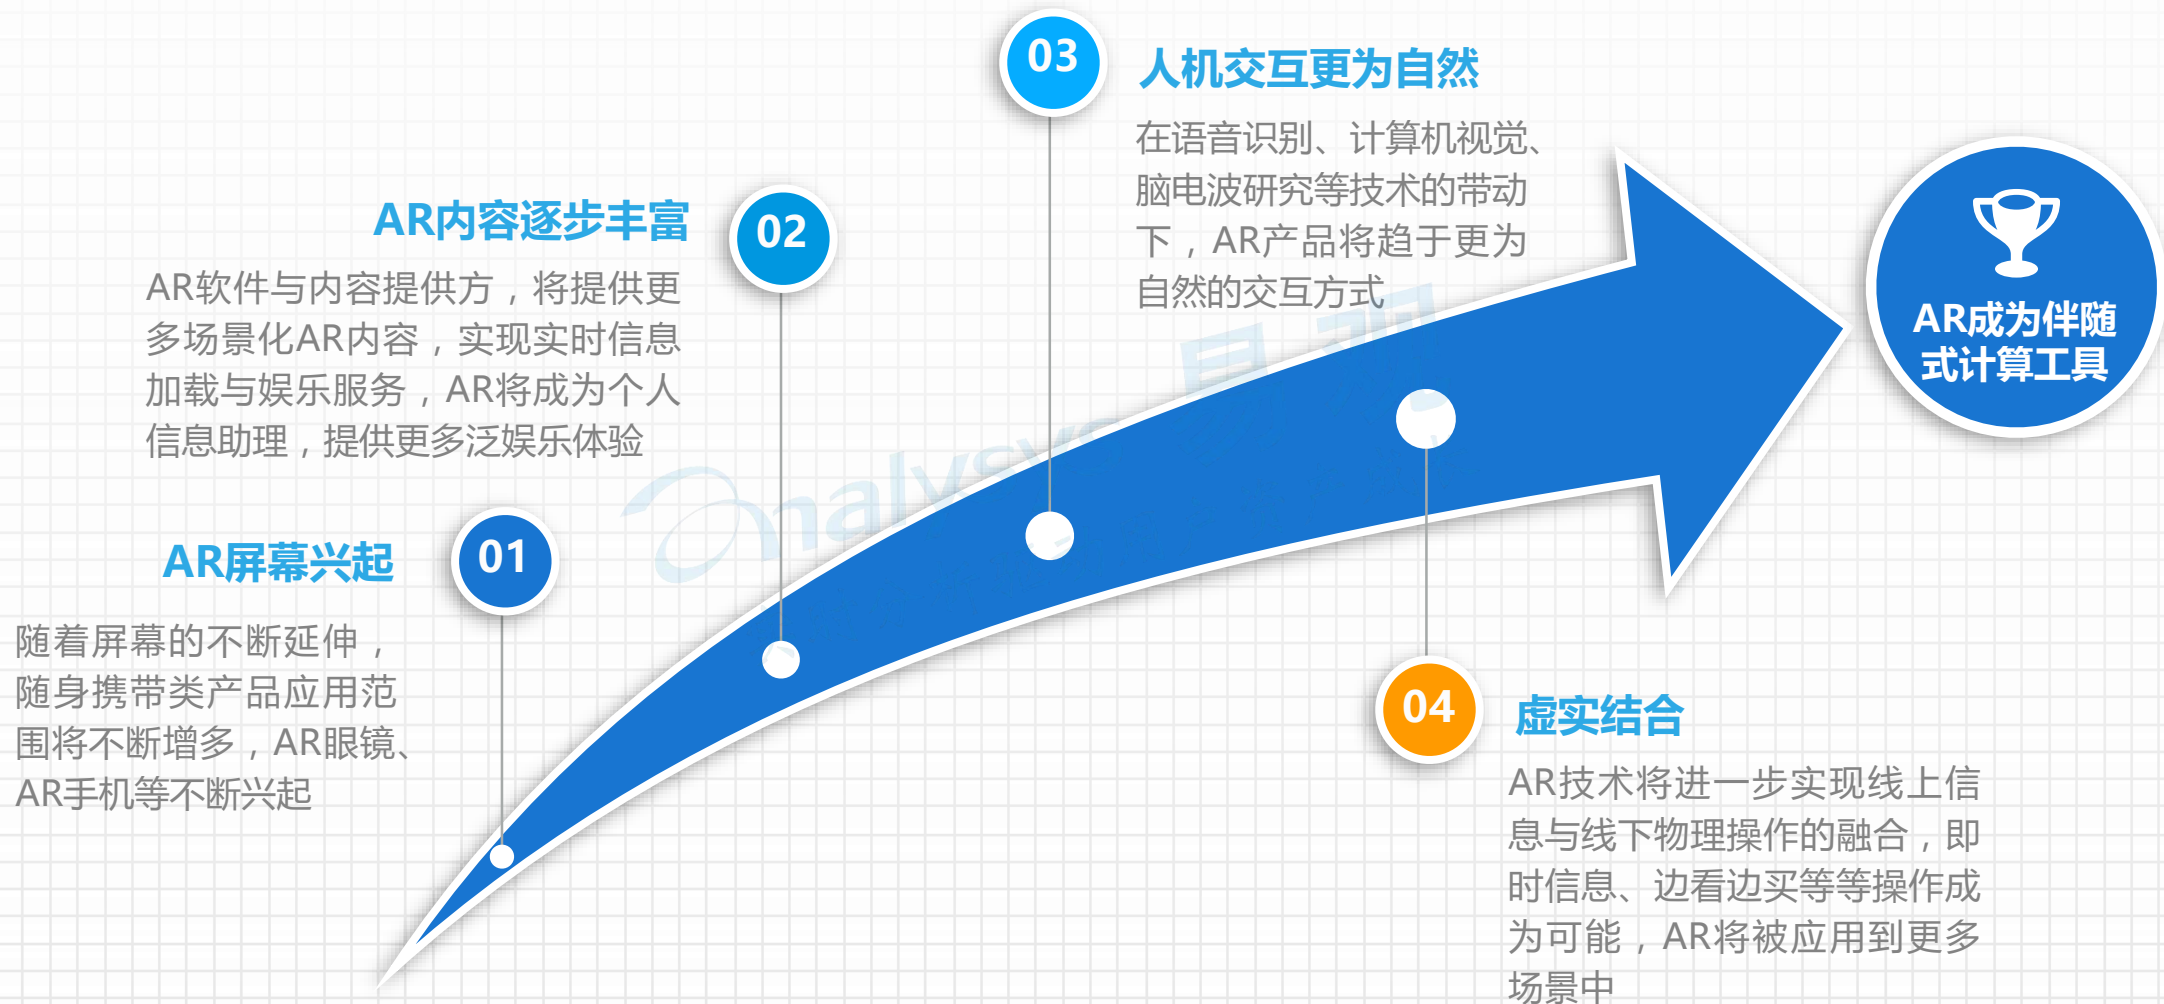 01
AR屏幕兴起
随着屏幕的不断延伸，
随身携带类产品应用范
围将不断增多，AR眼镜、
AR手机等不断兴起
02
AR内容逐步丰富
AR软件与内容提供方，将提供更
多场景化AR内容，实现实时信息
加载与娱乐服务，AR将成为个人
信息助理，提供更多泛娱乐体验
03
人机交互更为自然
在语音识别、计算机视觉、
脑电波研究等技术的带动
下，AR产品将趋于更为
自然的交互方式
04
虚实结合
AR技术将进一步实现线上信
息与线下物理操作的融合，即
时信息、边看边买等等操作成
为可能，AR将被应用到更多
场景中
AR成为伴随
式计算工具
analysys 易观